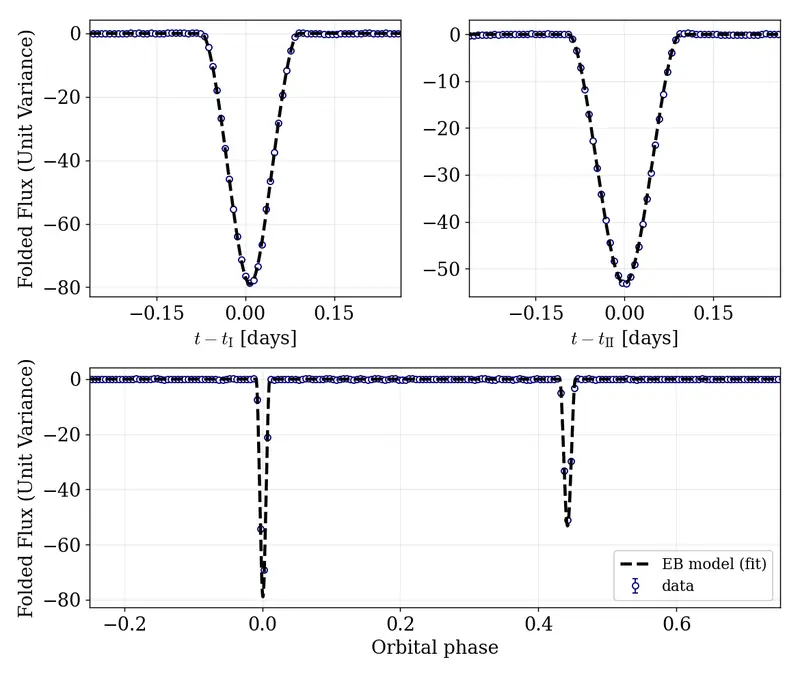 Folded Flux (Unit Variance)
0
−20
−40
−60
−80
−0.15 0.00 0.15
t − tI [days]
0
−10
−20
−30
−40
−50
−0.15 0.00 0.15
t − tII [days]
Folded Flux (Unit Variance)
0
−20
−40
−60
−80
EB model (fit)
data
−0.2 0.0 0.2 0.4 0.6
Orbital phase